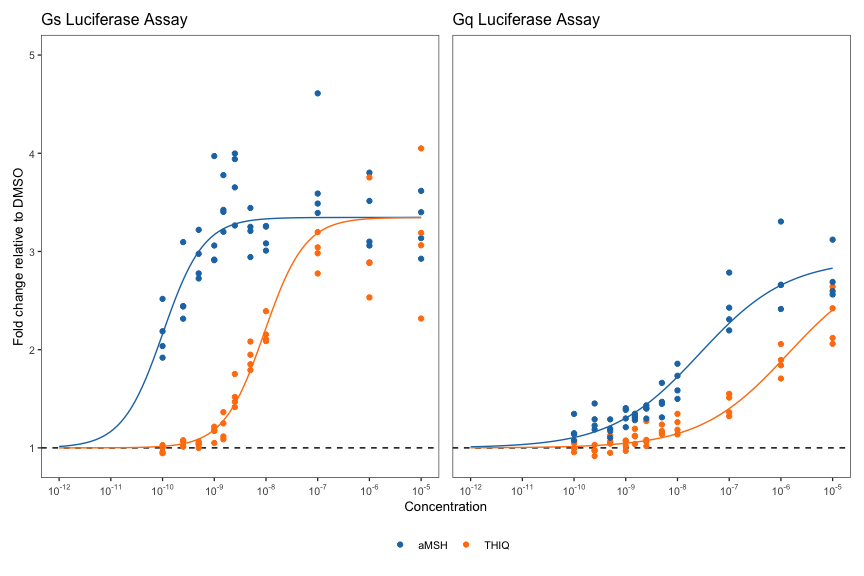 Gs Luciferase Assay
Gq Luciferase Assay
Fold change relative to DMSO
5
4
3
2
1
10⁻¹² 10⁻¹¹ 10⁻¹⁰ 10⁻⁹ 10⁻⁸ 10⁻⁷ 10⁻⁶ 10⁻⁵
10⁻¹² 10⁻¹¹ 10⁻¹⁰ 10⁻⁹ 10⁻⁸ 10⁻⁷ 10⁻⁶ 10⁻⁵
Concentration
aMSH THIQ